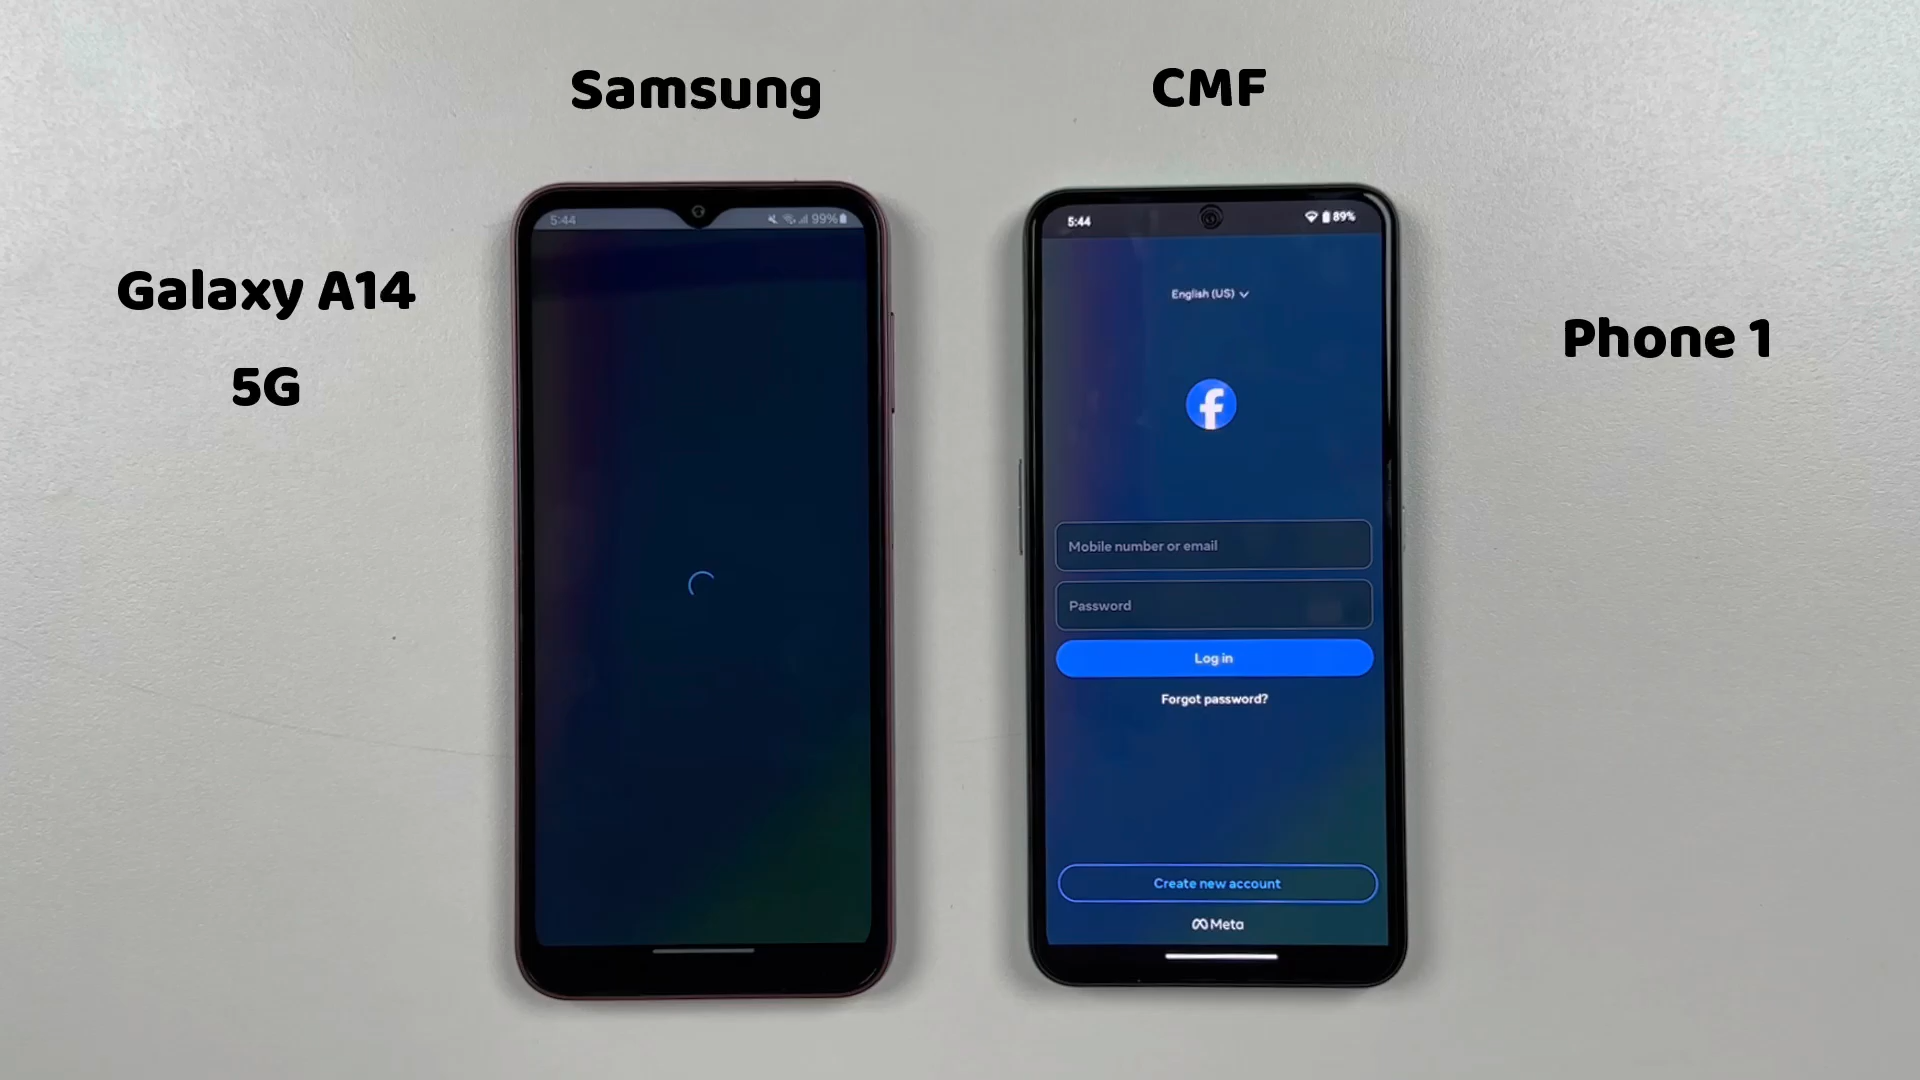 Samsung
CMF
Galaxy A14
5G
Phone 1
5:44
99%
5:44
89%
English (US)
f
Mobile number or email
Password
Log in
Forgot password?
Create new account
Meta